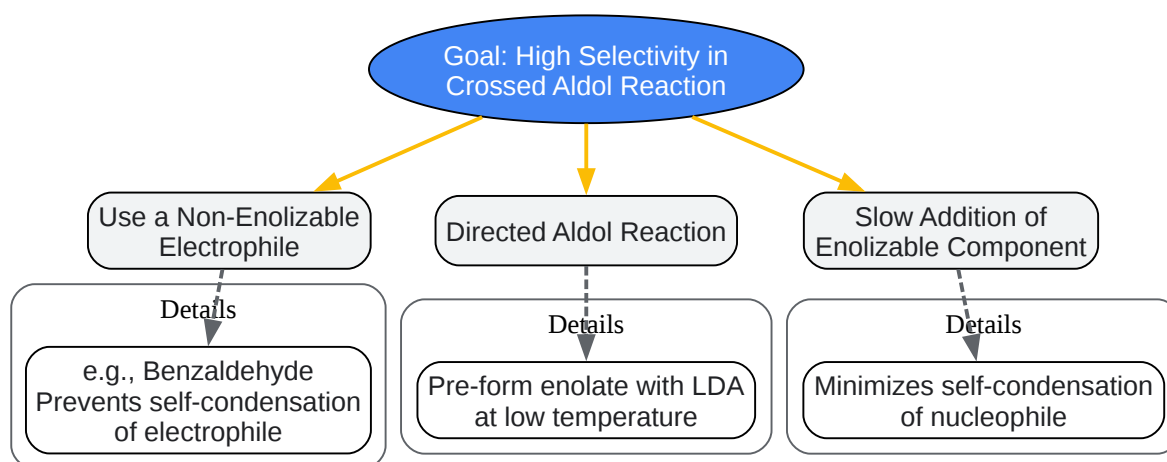 Goal: High Selectivity in
Crossed Aldol Reaction
Use a Non-Enolizable
Electrophile
Directed Aldol Reaction
Slow Addition of
Enolizable Component
Details
e.g., Benzaldehyde
Prevents self-condensation
of electrophile
Details
Pre-form enolate with LDA
at low temperature
Details
Minimizes self-condensation
of nucleophile